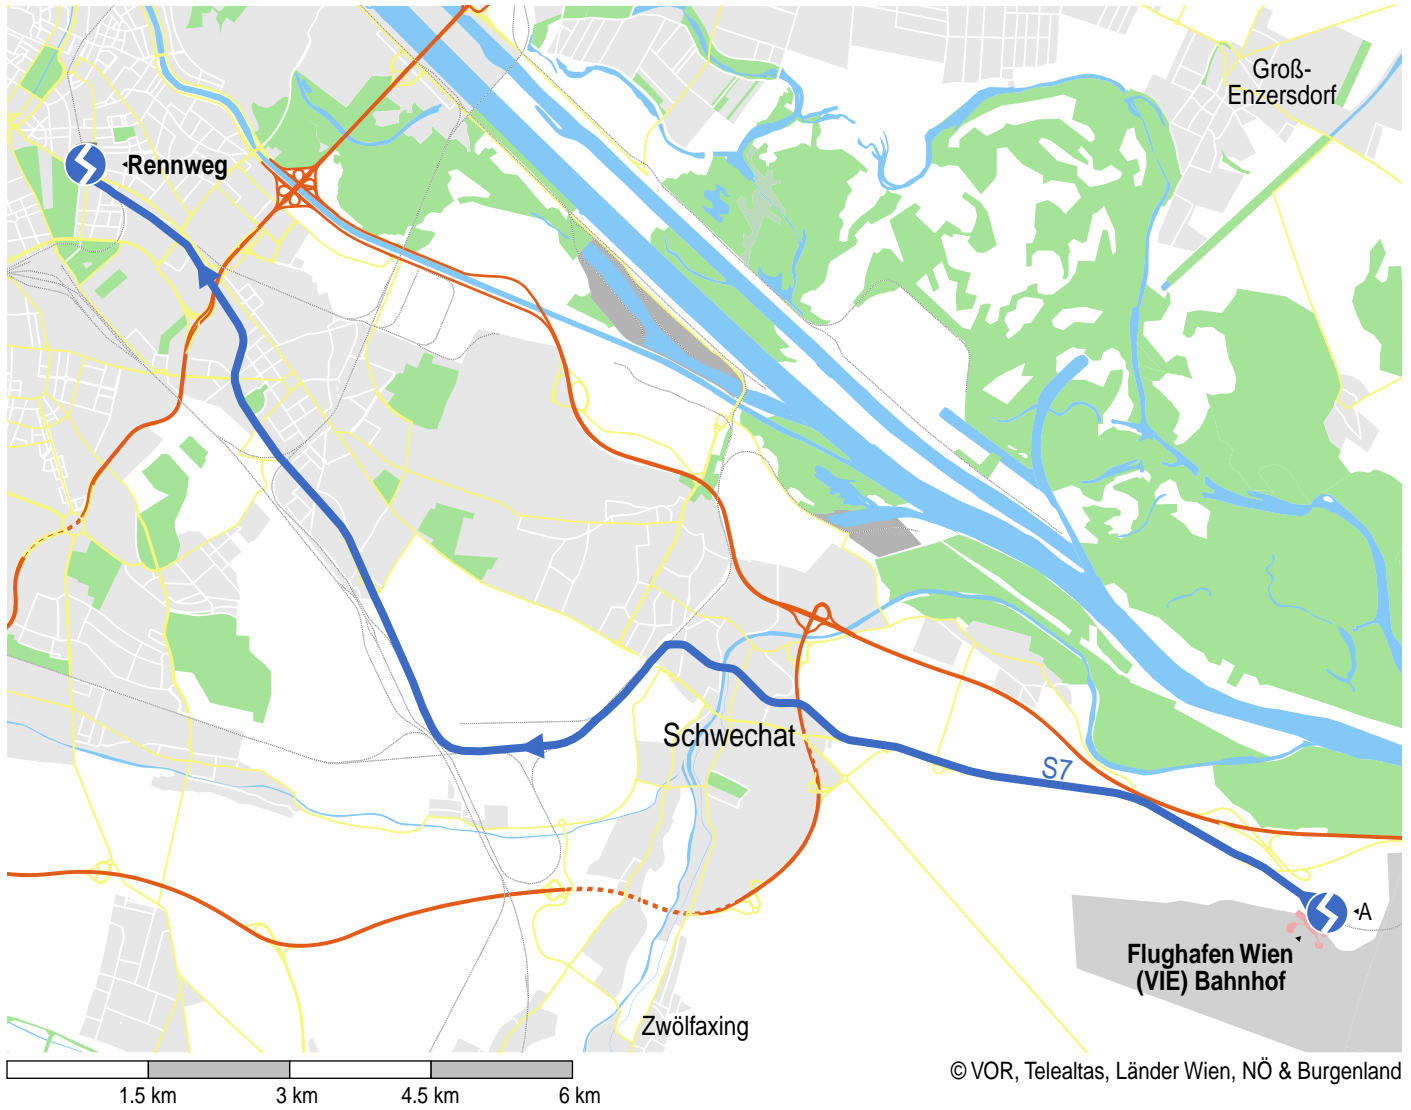 Groß-
Enzersdorf
Rennweg
Schwechat
S7
A
Flughafen Wien
(VIE) Bahnhof
Zwölfaxing
© VOR, Telealtas, Länder Wien, NÖ & Burgenland
1.5 km 3 km 4.5 km 6 km